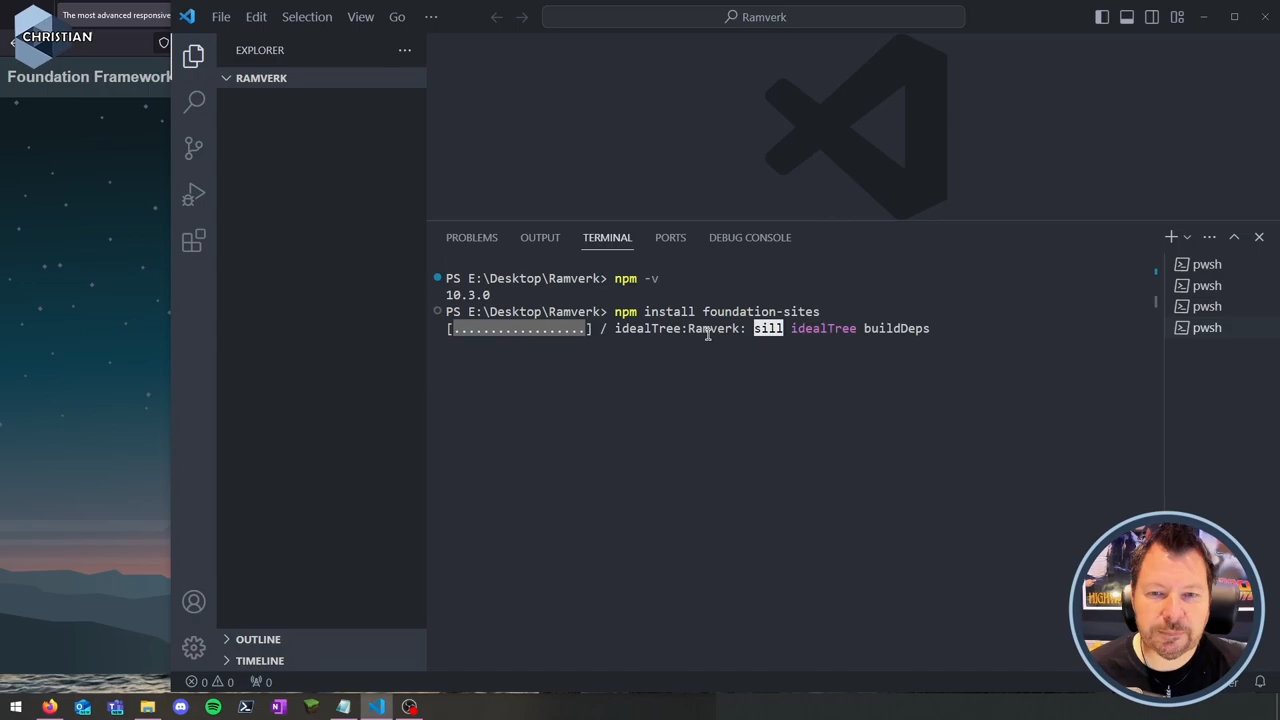 The most advanced responsive
CHRISTIAN
Foundation Framework
File Edit Selection View Go
Ramverk
EXPLORER
RAMVERK
OUTLINE
TIMELINE
PROBLEMS OUTPUT TERMINAL PORTS DEBUG CONSOLE
PS E:\Desktop\Ramverk> npm -v
10.3.0
PS E:\Desktop\Ramverk> npm install foundation-sites
[..................] / idealTree:Ramverk: sill idealTree buildDeps
pwsh
pwsh
pwsh
pwsh
0 0 0